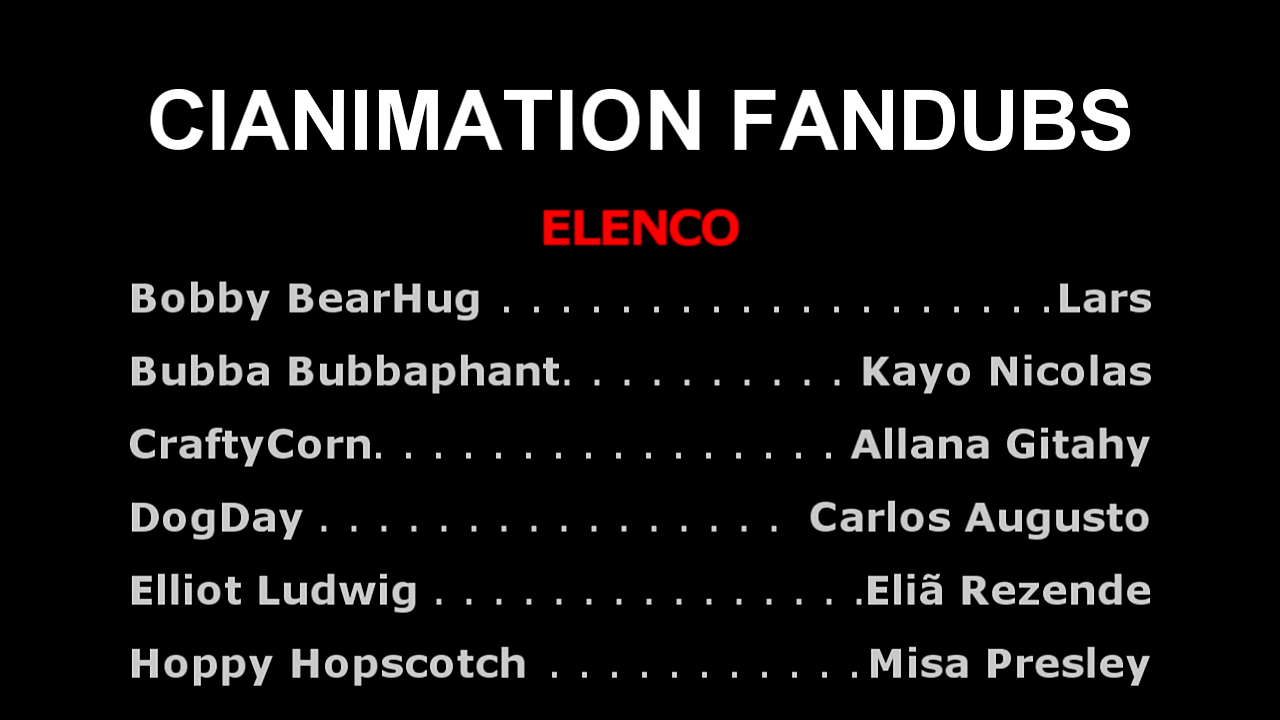 CIANIMATION FANDUBS
ELENCO
Bobby BearHug . . . . . . . . . . . . . . . . . . .Lars
Bubba Bubbaphant. . . . . . . . . . Kayo Nicolas
CraftyCorn. . . . . . . . . . . . . . . . Allana Gitahy
DogDay . . . . . . . . . . . . . . . . Carlos Augusto
Elliot Ludwig . . . . . . . . . . . . . . .Eliã Rezende
Hoppy Hopscotch . . . . . . . . . . .Misa Presley